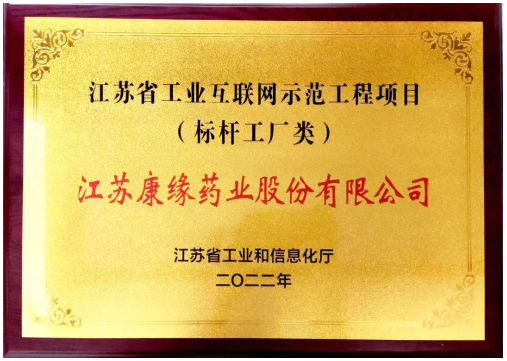 江苏省工业互联网示范工程项目
（标杆工厂类）
江苏康缘药业股份有限公司
江苏省工业和信息化厅
二〇二二年